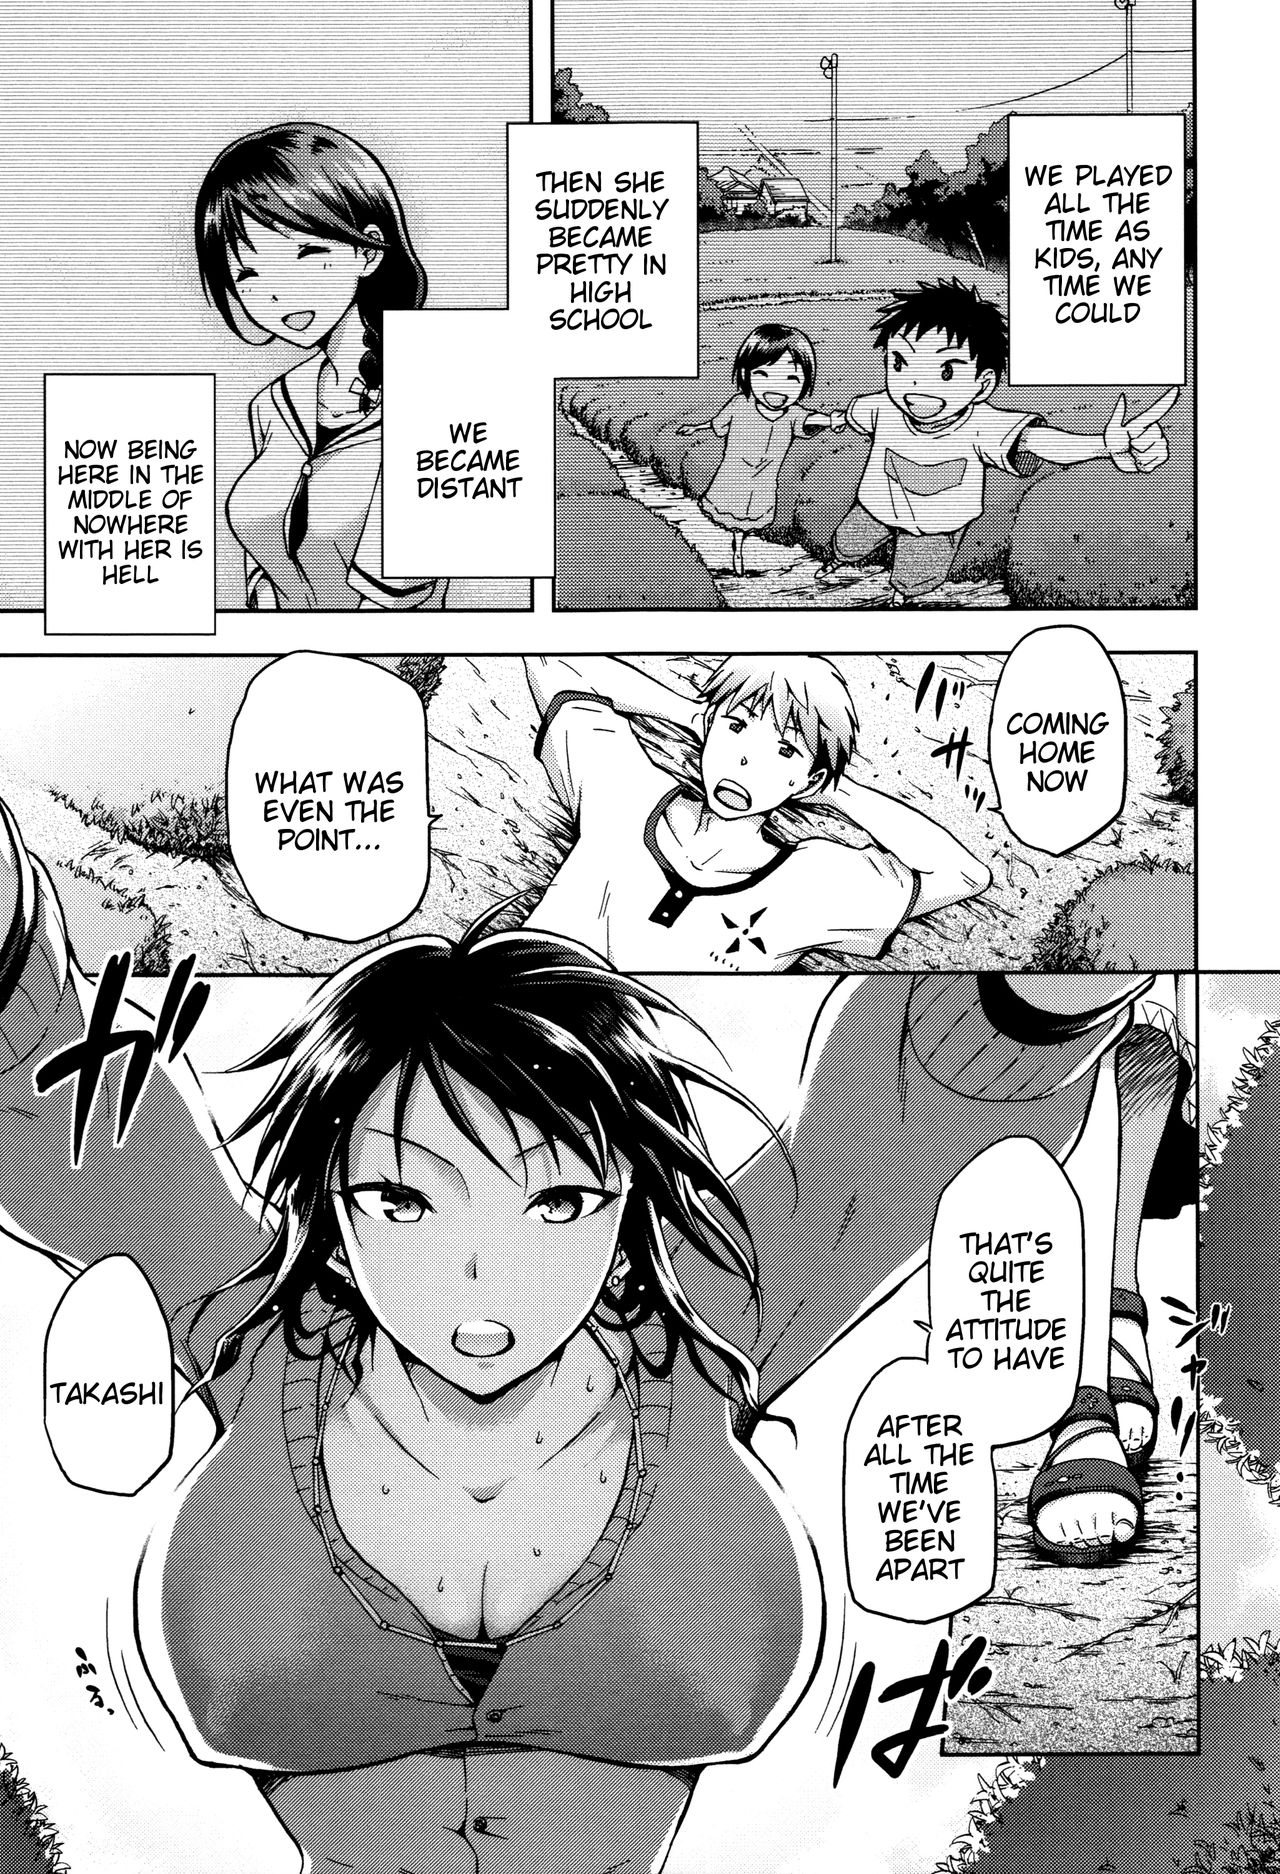 WE PLAYED
ALL THE
TIME AS
KIDS, ANY
TIME WE
COULD
THEN SHE
SUDDENLY
BECAME
PRETTY IN
HIGH
SCHOOL
WE
BECAME
DISTANT
NOW BEING
HERE IN THE
MIDDLE OF
NOWHERE
WITH HER IS
HELL
COMING
HOME
NOW
WHAT WAS
EVEN THE
POINT...
THAT'S
QUITE
THE
ATTITUDE
TO HAVE
AFTER
ALL THE
TIME
WE'VE
BEEN
APART
TAKASHI
ば